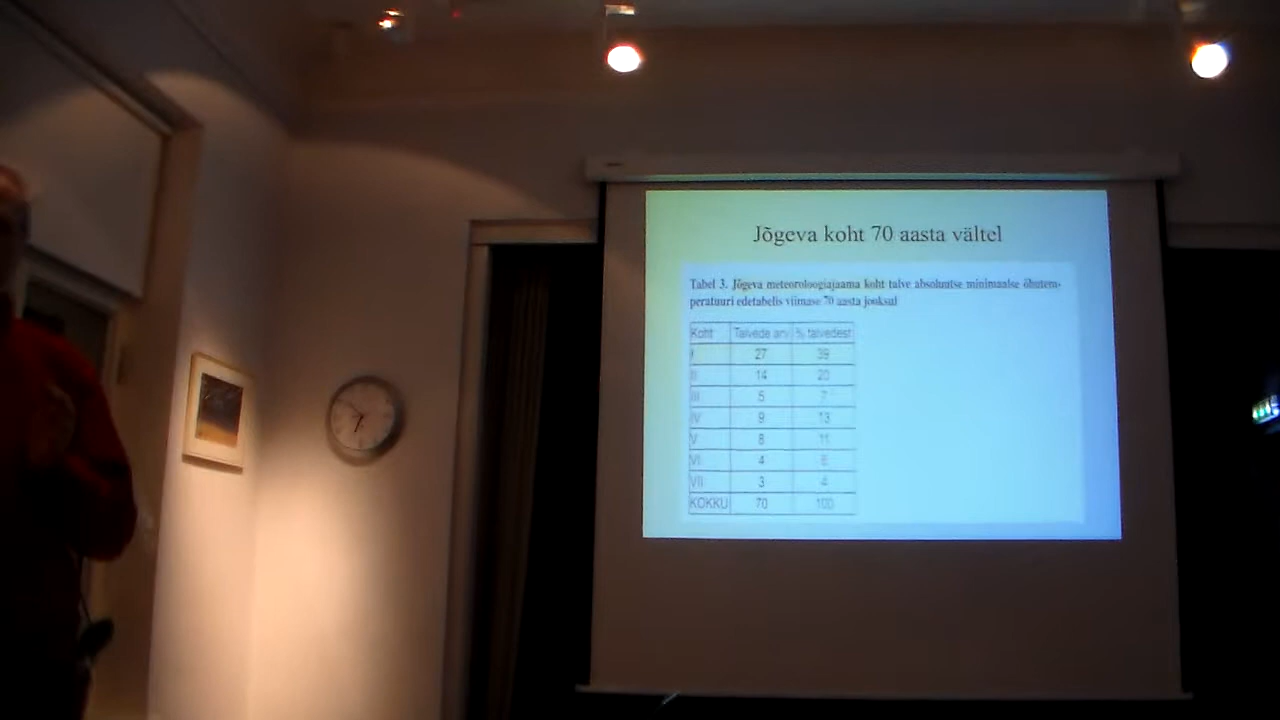 Jõgeva koht 70 aasta vältel
Tabel 3. Jõgeva meteoroloogiajaama koht talve absoluutse minimaalse õhutem-
peratuuri edetabelis viimase 70 aasta jooksul
Koht Talvede arv % talvedest
I 27 39
II 14 20
III 5 7
IV 9 13
V 8 11
VI 4 6
VII 3 4
KOKKU 70 100